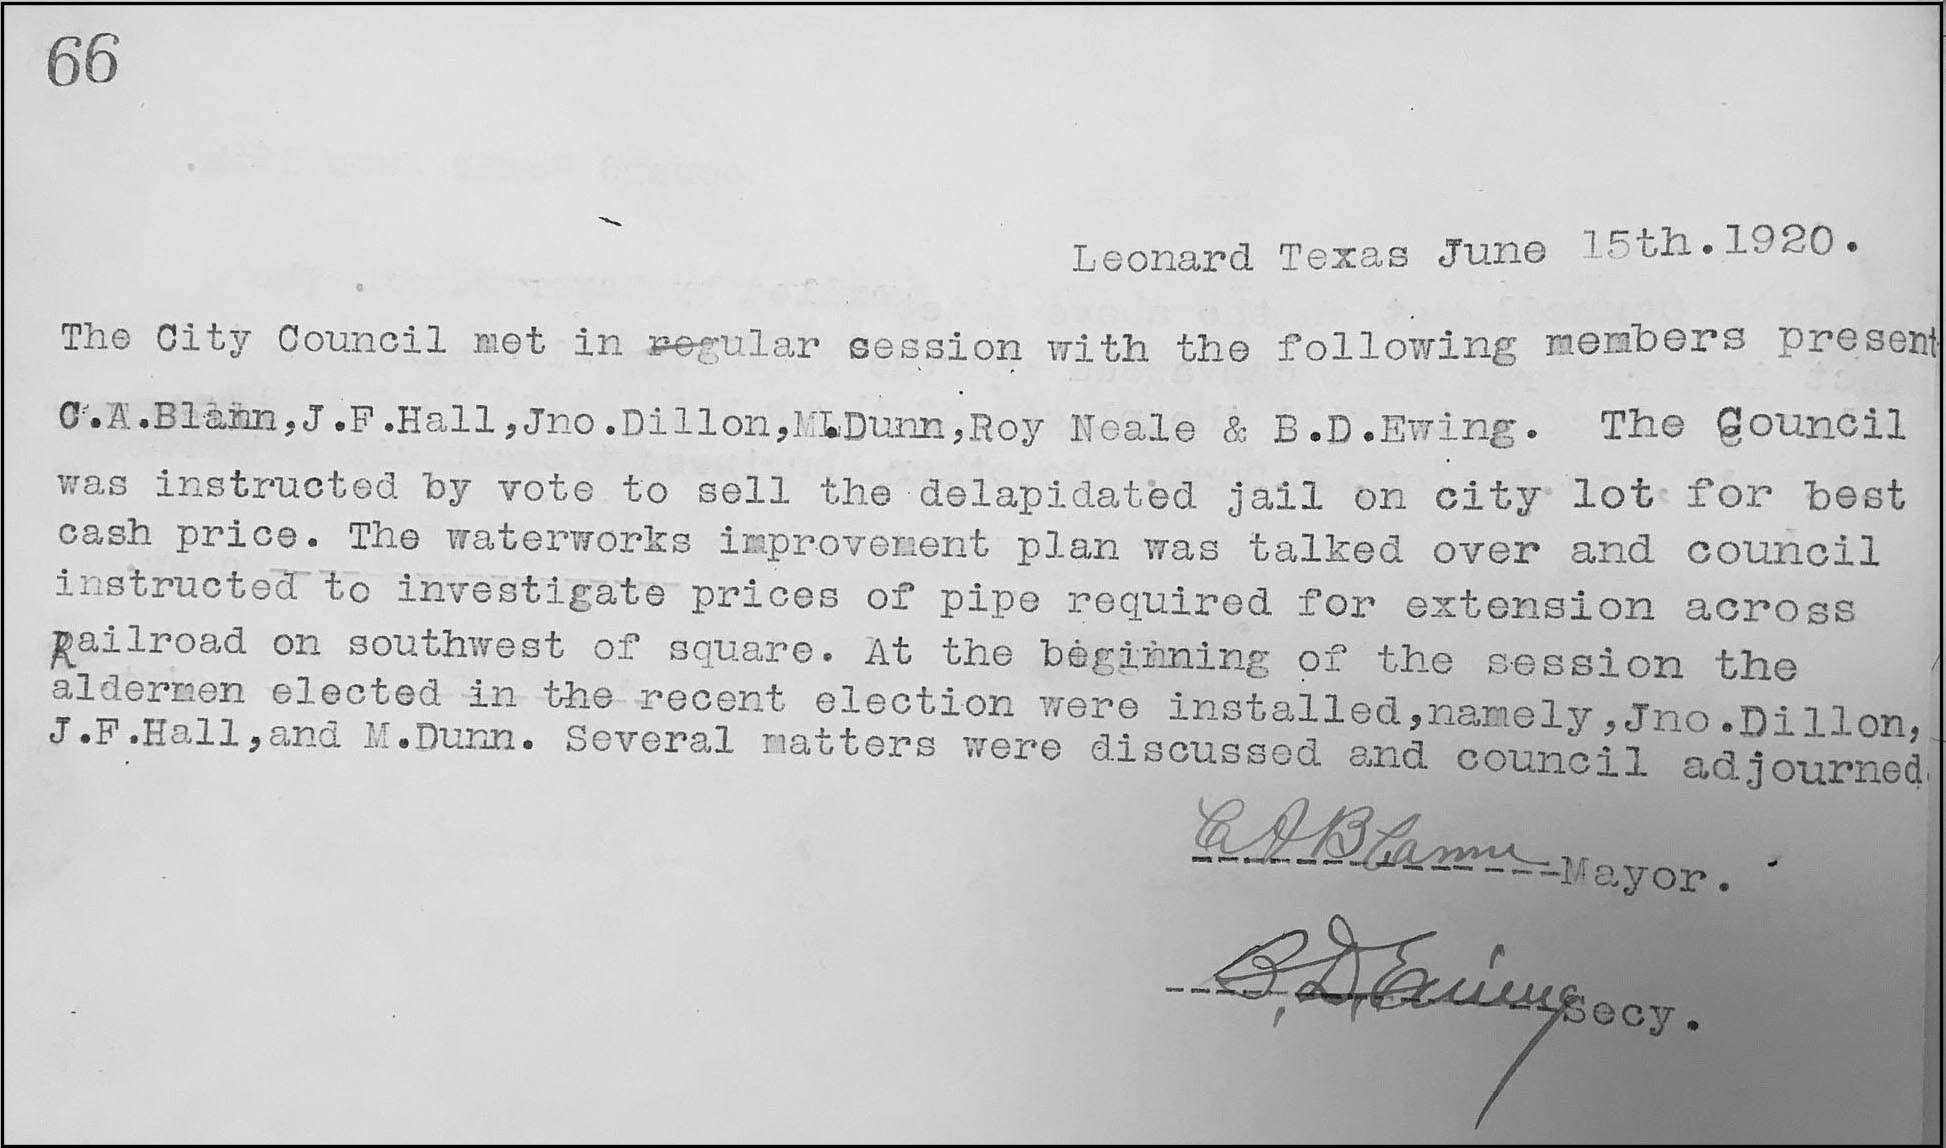 66
Leonard Texas June 15th.1920.
The City Council met in regular session with the following members present
C.A.Blann,J.F.Hall,Jno.Dillon,M.Dunn,Roy Neale & B.D.Ewing. The Council
was instructed by vote to sell the delapidated jail on city lot for best
cash price. The waterworks improvement plan was talked over and council
instructed to investigate prices of pipe required for extension across
Railroad on southwest of square. At the beginning of the session the
aldermen elected in the recent election were installed,namely,Jno.Dillon,
J.F.Hall,and M.Dunn. Several matters were discussed and council adjourned.
C A Blann Mayor.
B.D.Ewing Secy.